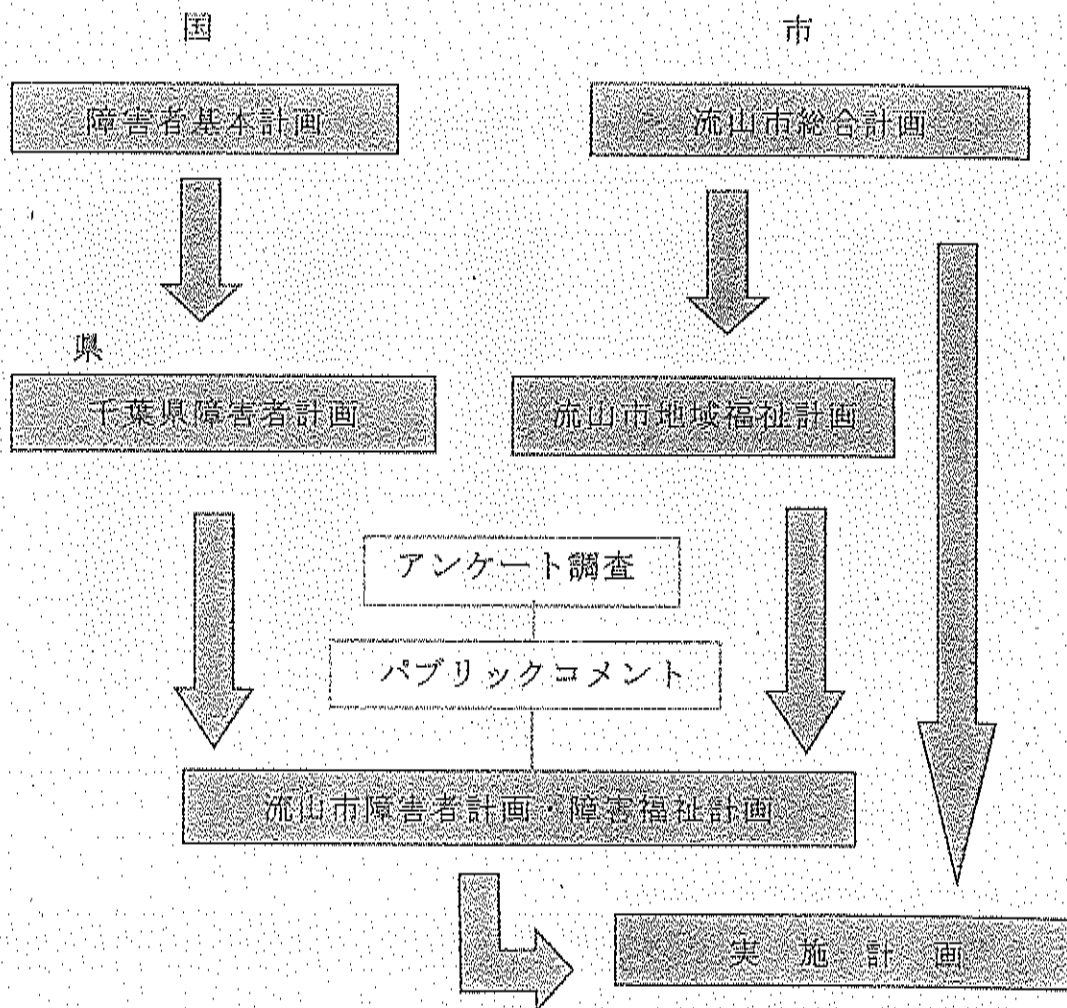 国
市
障害者基本計画
流山市総合計画
県
千葉県障害者計画
流山市地域福祉計画
アンケート調査
パブリックコメント
流山市障害者計画・障害福祉計画
実施計画